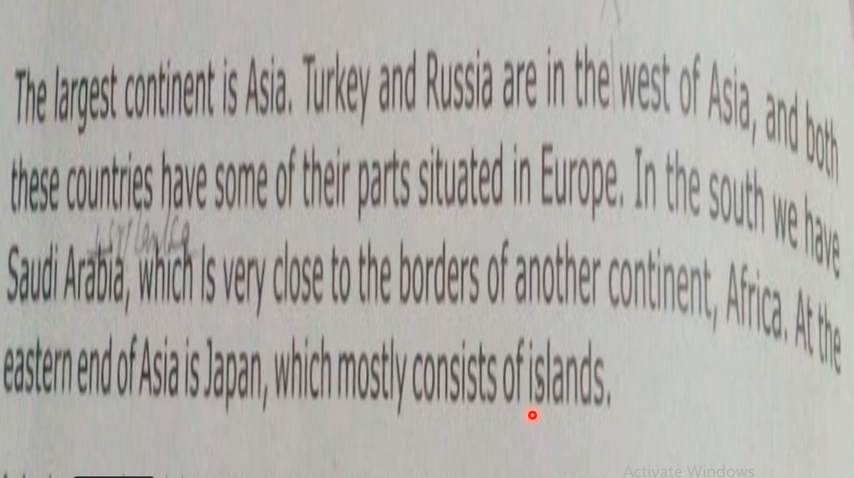 The largest continent is Asia. Turkey and Russia are in the west of Asia, and both
these countries have some of their parts situated in Europe. In the south we have
Saudi Arabia, which Is very close to the borders of another continent, Africa. At the
eastern end of Asia is Japan, which mostly consists of islands.
Activate Windows